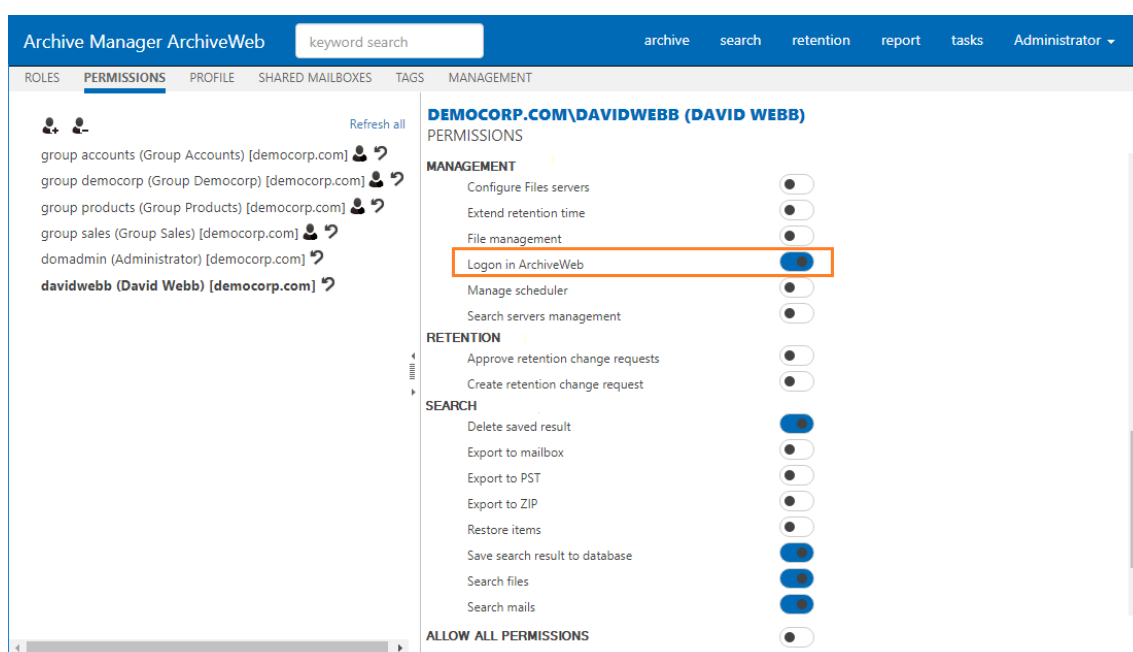 Archive Manager ArchiveWeb keyword search archive search retention report tasks Administrator
ROLES PERMISSIONS PROFILE SHARED MAILBOXES TAGS MANAGEMENT
Refresh all
group accounts (Group Accounts) [democorp.com]
group democorp (Group Democorp) [democorp.com]
group products (Group Products) [democorp.com]
group sales (Group Sales) [democorp.com]
domadmin (Administrator) [democorp.com]
davidwebb (David Webb) [democorp.com]
DEMOCORP.COM\DAVIDWEBB (DAVID WEBB)
PERMISSIONS
MANAGEMENT
Configure Files servers
Extend retention time
File management
Logon in ArchiveWeb
Manage scheduler
Search servers management
RETENTION
Approve retention change requests
Create retention change request
SEARCH
Delete saved result
Export to mailbox
Export to PST
Export to ZIP
Restore items
Save search result to database
Search files
Search mails
ALLOW ALL PERMISSIONS